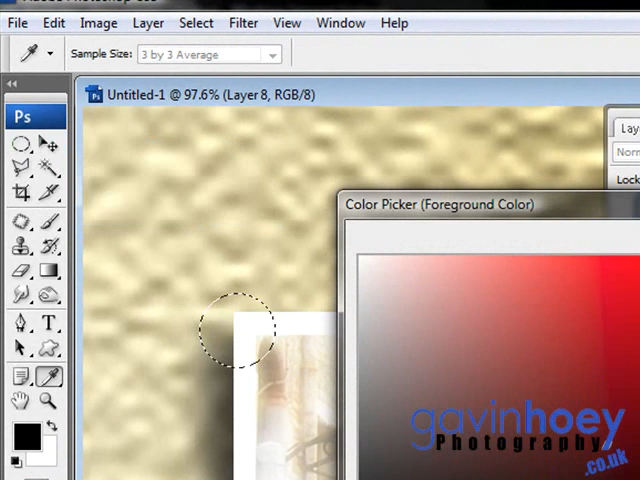 File Edit Image Layer Select Filter View Window Help
Sample Size: 3 by 3 Average
Ps
Untitled-1 @ 97.6% (Layer 8, RGB/8)
Ps
Color Picker (Foreground Color)
Lay
Norm
Lock
T
gavinhoey
Photography//
.co.uk